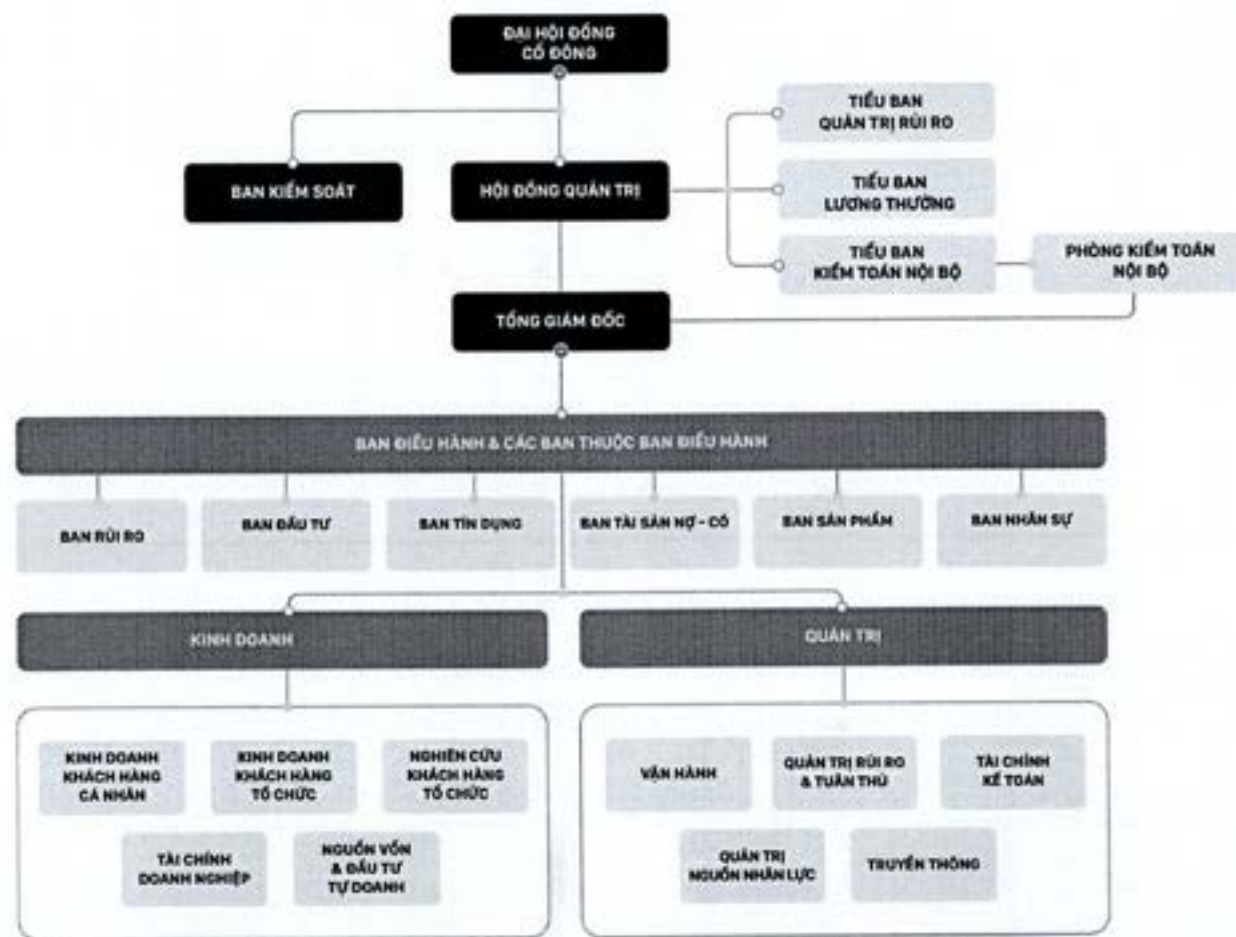 ĐẠI HỘI ĐỒNG
CỔ ĐÔNG
TIỂU BAN
QUẢN TRỊ RỦI RO
BAN KIỂM SOÁT
HỘI ĐỒNG QUẢN TRỊ
TIỂU BAN
LƯƠNG THƯỞNG
TIỂU BAN
KIỂM TOÁN NỘI BỘ
PHÒNG KIỂM TOÁN
NỘI BỘ
TỔNG GIÁM ĐỐC
BAN ĐIỀU HÀNH & CÁC BAN THUỘC BAN ĐIỀU HÀNH
BAN RỦI RO
BAN ĐẦU TƯ
BAN TÍN DỤNG
BAN TÀI SẢN NỢ - CÓ
BAN SẢN PHẨM
BAN NHÂN SỰ
KINH DOANH
QUẢN TRỊ
KINH DOANH
KHÁCH HÀNG
CÁ NHÂN
KINH DOANH
KHÁCH HÀNG
TỔ CHỨC
NGHIÊN CỨU
KHÁCH HÀNG
TỔ CHỨC
TÀI CHÍNH
DOANH NGHIỆP
NGUỒN VỐN
& ĐẦU TƯ
TỰ DOANH
VẬN HÀNH
QUẢN TRỊ RỦI RO
& TUÂN THỦ
TÀI CHÍNH
KẾ TOÁN
QUẢN TRỊ
NGUỒN NHÂN LỰC
TRUYỀN THÔNG